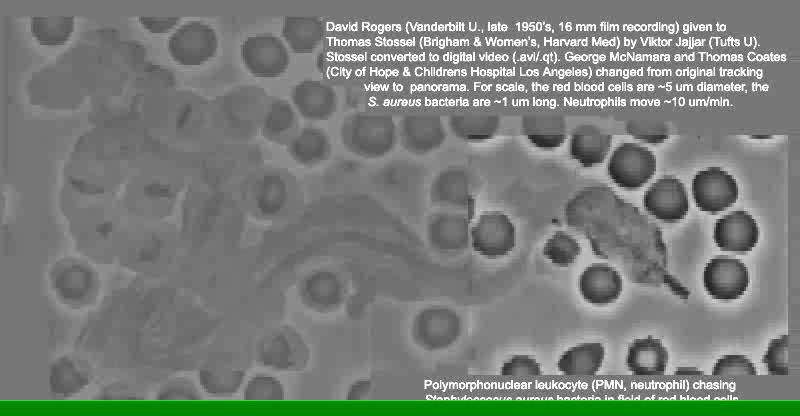 David Rogers (Vanderbilt U., late 1950's, 16 mm film recording) given to
Thomas Stossel (Brigham & Women's, Harvard Med) by Viktor Jajjar (Tufts U).
Stossel converted to digital video (.avi/.qt). George McNamara and Thomas Coates
(City of Hope & Childrens Hospital Los Angeles) changed from original tracking
view to panorama. For scale, the red blood cells are ~5 um diameter, the
S. aureus bacteria are ~1 um long. Neutrophils move ~10 um/min.
Polymorphonuclear leukocyte (PMN, neutrophil) chasing
Staphylococcus aureus bacteria in field of red blood cells